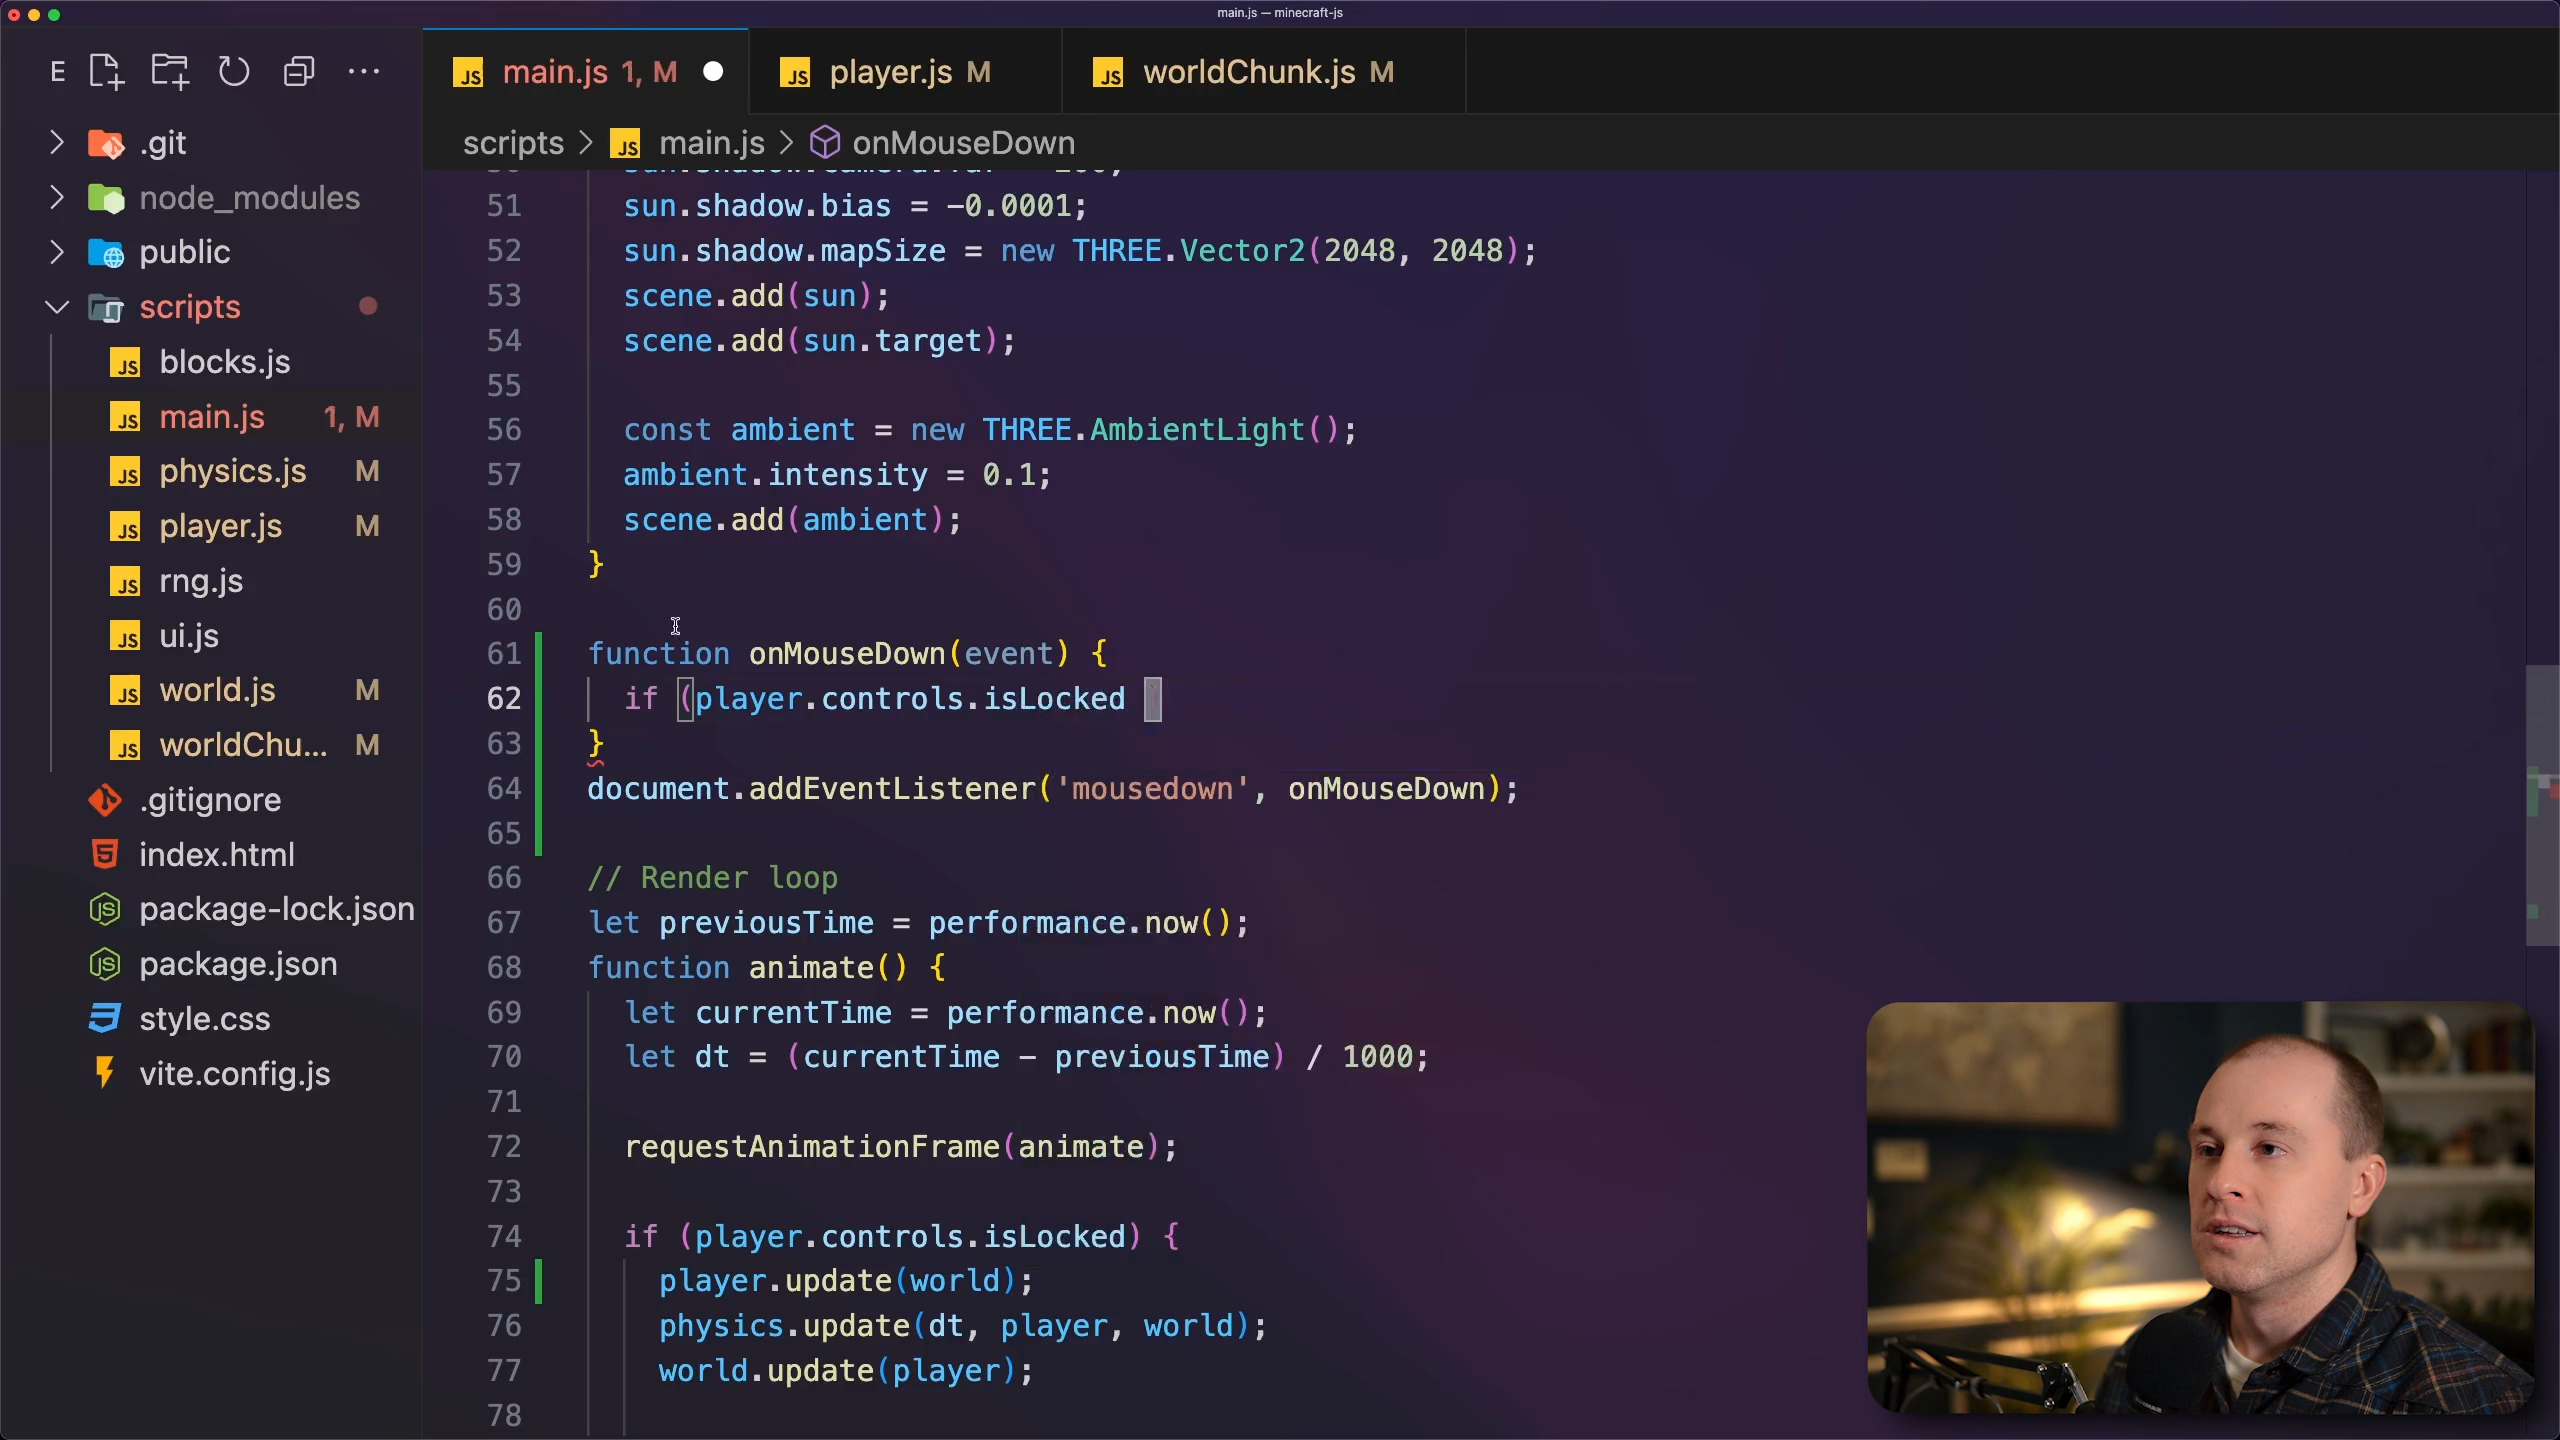 main.js — minecraft-js
E
main.js 1, M
player.js M
worldChunk.js M
scripts > main.js > onMouseDown
.git
node_modules
public
scripts
blocks.js
main.js 1, M
physics.js M
player.js M
rng.js
ui.js
world.js M
worldChu... M
.gitignore
index.html
package-lock.json
package.json
style.css
vite.config.js
51 sun.shadow.bias = -0.0001;
52 sun.shadow.mapSize = new THREE.Vector2(2048, 2048);
53 scene.add(sun);
54 scene.add(sun.target);
55
56 const ambient = new THREE.AmbientLight();
57 ambient.intensity = 0.1;
58 scene.add(ambient);
59 }
60
61 function onMouseDown(event) {
62 if (player.controls.isLocked )
63 }
64 document.addEventListener('mousedown', onMouseDown);
65
66 // Render loop
67 let previousTime = performance.now();
68 function animate() {
69 let currentTime = performance.now();
70 let dt = (currentTime - previousTime) / 1000;
71
72 requestAnimationFrame(animate);
73
74 if (player.controls.isLocked) {
75 player.update(world);
76 physics.update(dt, player, world);
77 world.update(player);
78